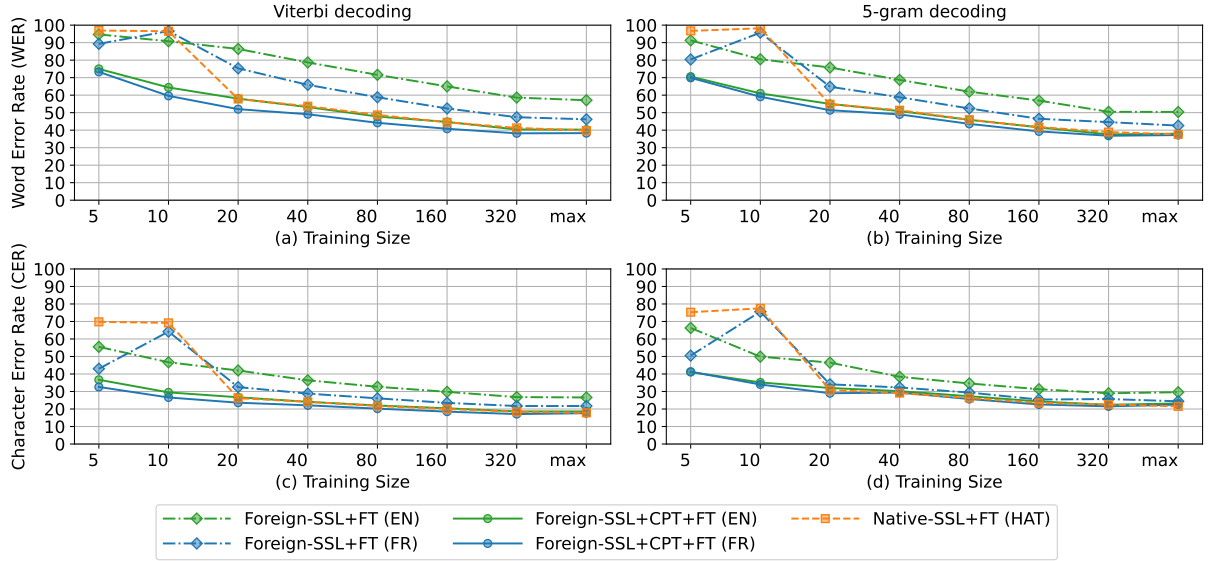 Viterbi decoding
5-gram decoding
Word Error Rate (WER)
100
90
80
70
60
50
40
30
20
10
0
5 10 20 40 80 160 320 max
(a) Training Size
100
90
80
70
60
50
40
30
20
10
0
5 10 20 40 80 160 320 max
(b) Training Size
Character Error Rate (CER)
100
90
80
70
60
50
40
30
20
10
0
5 10 20 40 80 160 320 max
(c) Training Size
100
90
80
70
60
50
40
30
20
10
0
5 10 20 40 80 160 320 max
(d) Training Size
Foreign-SSL+FT (EN)
Foreign-SSL+FT (FR)
Foreign-SSL+CPT+FT (EN)
Foreign-SSL+CPT+FT (FR)
Native-SSL+FT (HAT)